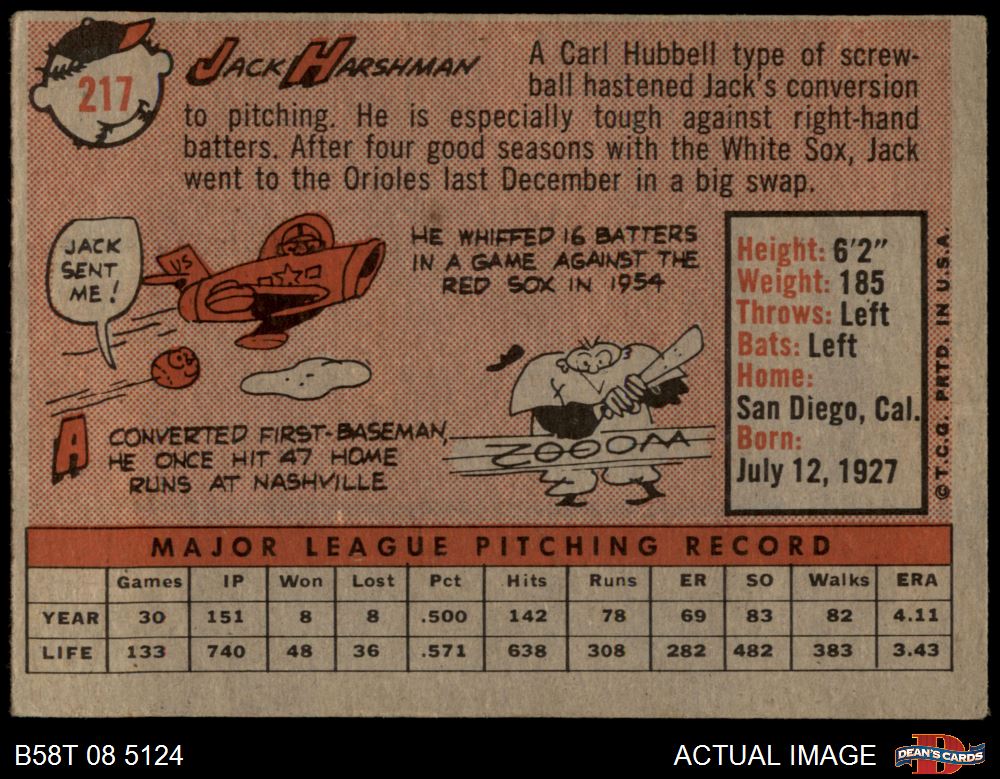 217
JACK HARSHMAN
A Carl Hubbell type of screw-
ball hastened Jack's conversion
to pitching. He is especially tough against right-hand
batters. After four good seasons with the White Sox, Jack
went to the Orioles last December in a big swap.
JACK
SENT
ME!
US
HE WHIFFED 16 BATTERS
IN A GAME AGAINST THE
RED SOX IN 1954
A CONVERTED FIRST-BASEMAN,
HE ONCE HIT 47 HOME
RUNS AT NASHVILLE
ZOOOM
Height: 6'2"
Weight: 185
Throws: Left
Bats: Left
Home:
San Diego, Cal.
Born:
July 12, 1927
© T.C.G. PRTD. IN U.S.A.
MAJOR LEAGUE PITCHING RECORD
Games IP Won Lost Pct Hits Runs ER SO Walks ERA
YEAR 30 151 8 8 .500 142 78 69 83 82 4.11
LIFE 133 740 48 36 .571 638 308 282 482 383 3.43
B58T 08 5124
ACTUAL IMAGE
DEAN'S CARDS